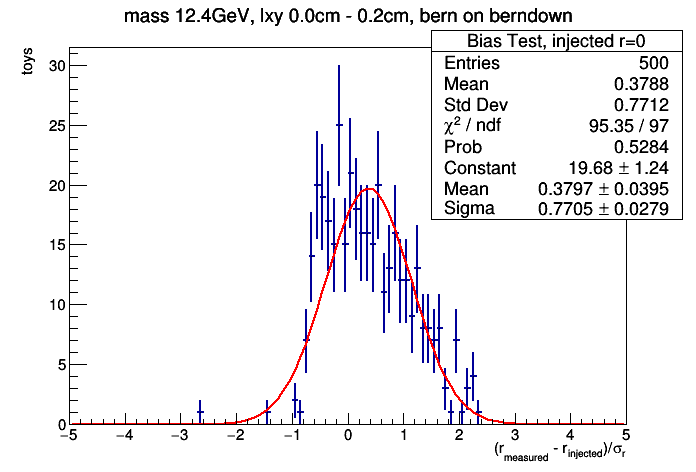 mass 12.4GeV, lxy 0.0cm - 0.2cm, bern on berndown
Bias Test, injected r=0
Entries 500
Mean 0.3788
Std Dev 0.7712
χ² / ndf 95.35 / 97
Prob 0.5284
Constant 19.68 ± 1.24
Mean 0.3797 ± 0.0395
Sigma 0.7705 ± 0.0279
toys
30
25
20
15
10
5
0
−5 −4 −3 −2 −1 0 1 2 3 4 5
(r_measured - r_injected)/σ_r